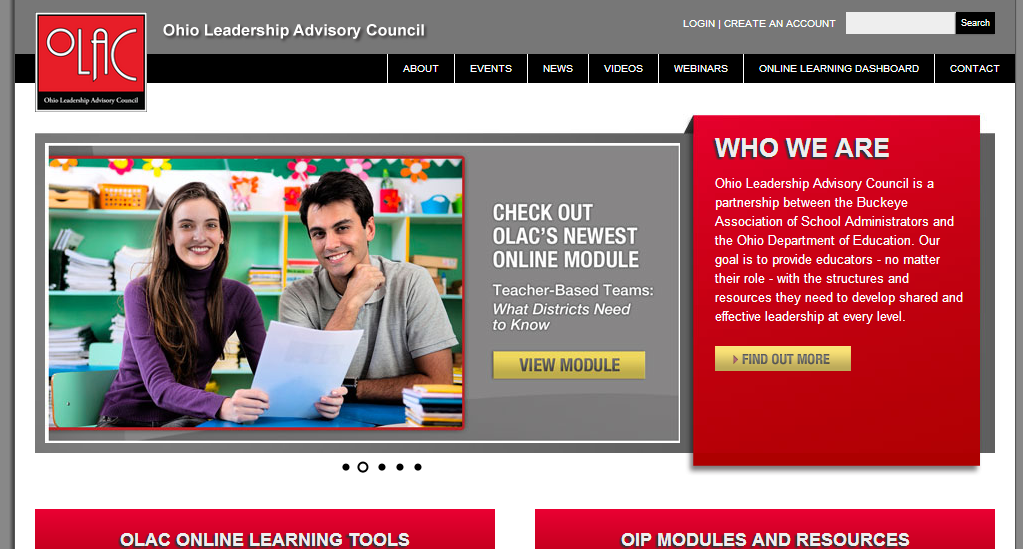 OLAC
Ohio Leadership Advisory Council
Ohio Leadership Advisory Council
LOGIN | CREATE AN ACCOUNT
Search
ABOUT
EVENTS
NEWS
VIDEOS
WEBINARS
ONLINE LEARNING DASHBOARD
CONTACT
CHECK OUT
OLAC'S NEWEST
ONLINE MODULE
Teacher-Based Teams:
What Districts Need
to Know
VIEW MODULE
WHO WE ARE
Ohio Leadership Advisory Council is a
partnership between the Buckeye
Association of School Administrators and
the Ohio Department of Education. Our
goal is to provide educators - no matter
their role - with the structures and
resources they need to develop shared and
effective leadership at every level.
FIND OUT MORE
OLAC ONLINE LEARNING TOOLS
OIP MODULES AND RESOURCES